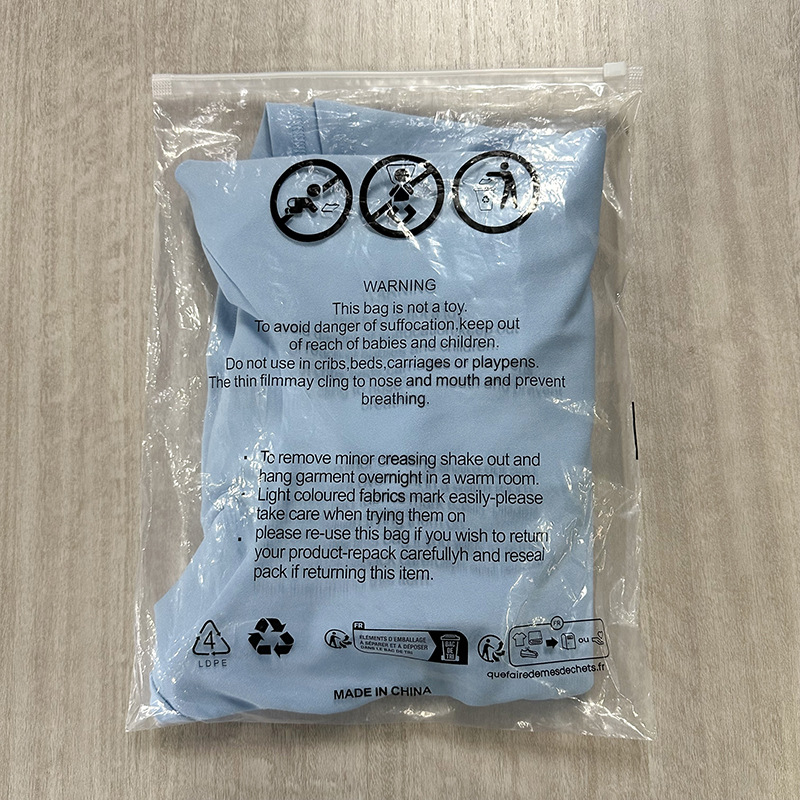 WARNING
This bag is not a toy.
To avoid danger of suffocation,keep out
of reach of babies and children.
Do not use in cribs,beds,carriages or playpens.
The thin filmmay cling to nose and mouth and prevent
breathing.
· To remove minor creasing shake out and
hang garment overnight in a warm room.
· Light coloured fabrics mark easily-please
take care when trying them on
· please re-use this bag if you wish to return
your product-repack carefullyh and reseal
pack if returning this item.
4
LDPE
FR
ÉLÉMENTS D'EMBALLAGE
À SÉPARER ET À DÉPOSER
DANS LE BAC DE TRI
BAC
DE
TRI
FR
ou
quefairedemesdechets.fr
MADE IN CHINA